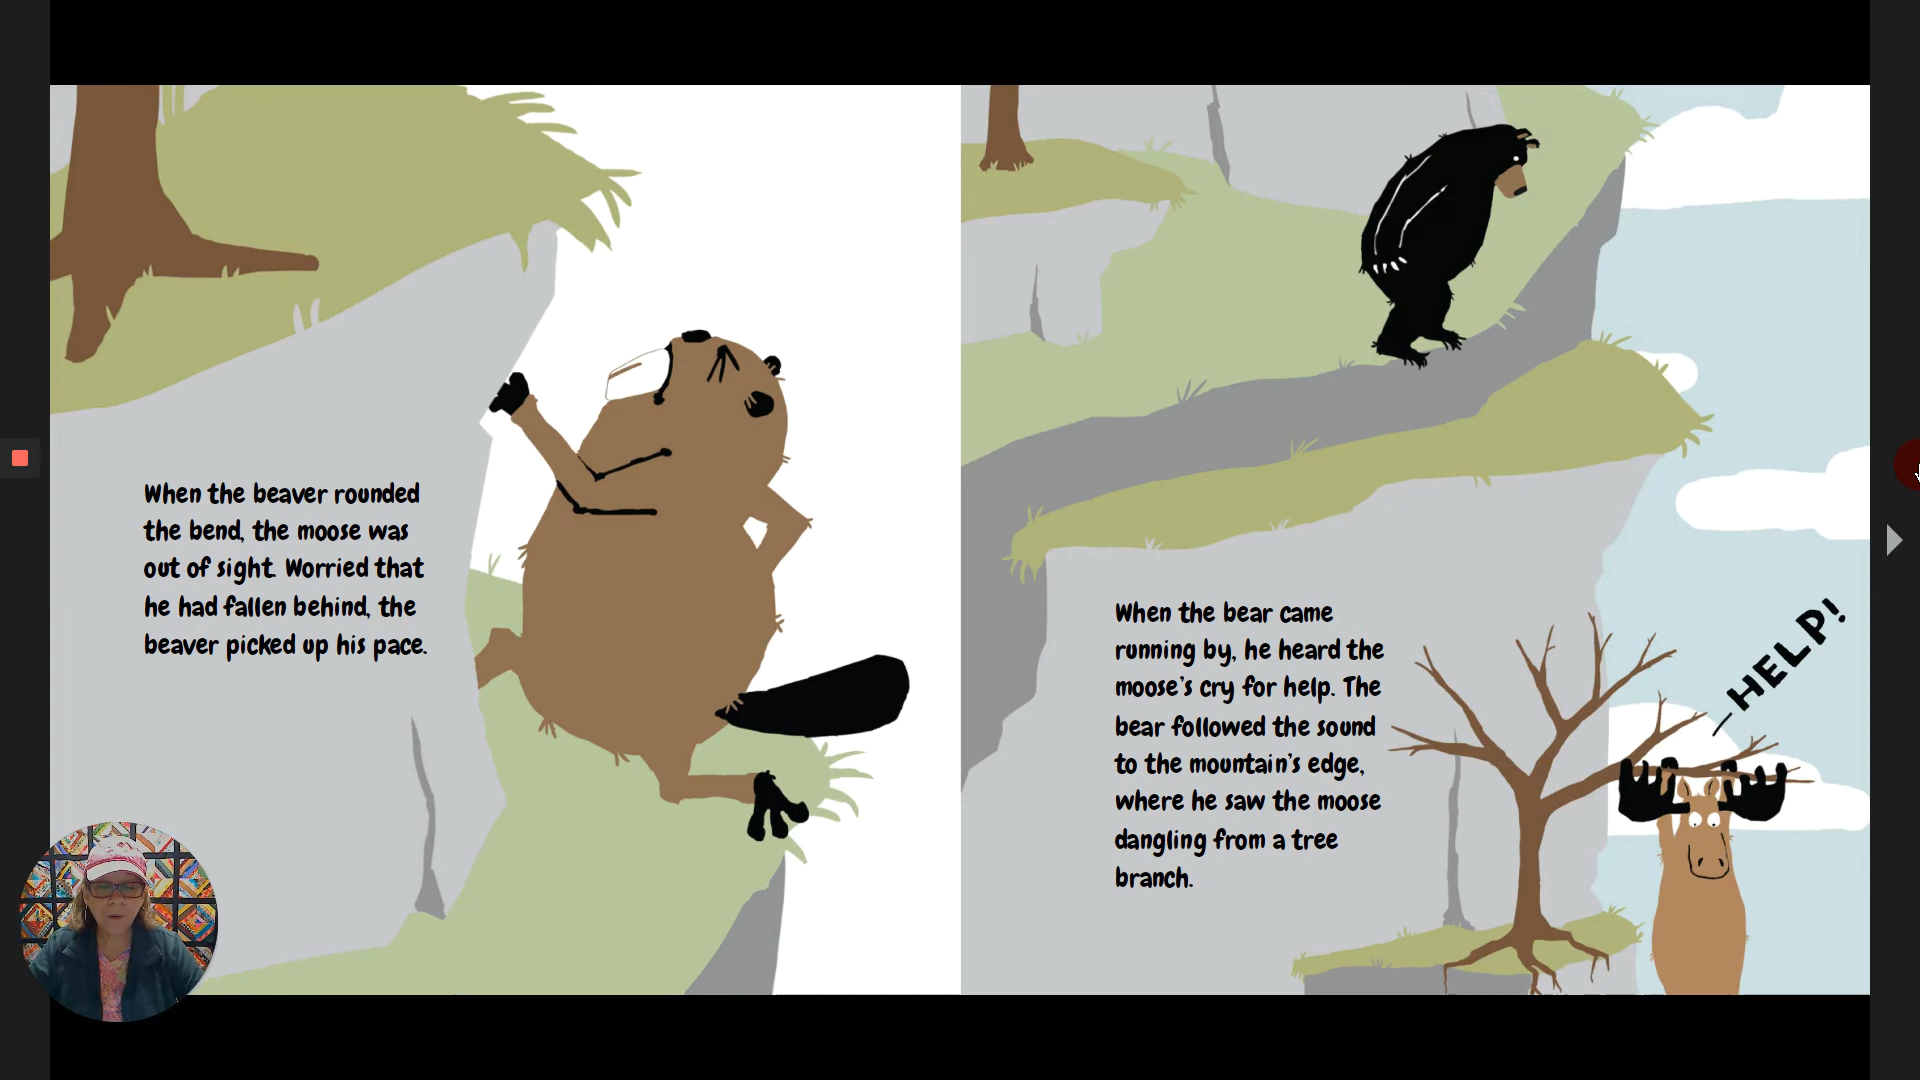 When the beaver rounded
the bend, the moose was
out of sight. Worried that
he had fallen behind, the
beaver picked up his pace.
When the bear came
running by, he heard the
moose's cry for help. The
bear followed the sound
to the mountain's edge,
where he saw the moose
dangling from a tree
branch.
HELP!